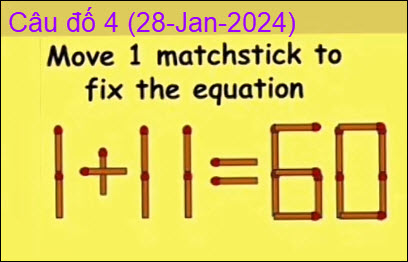 Câu đố 4 (28-Jan-2024)
Move 1 matchstick to
fix the equation
1+11=60